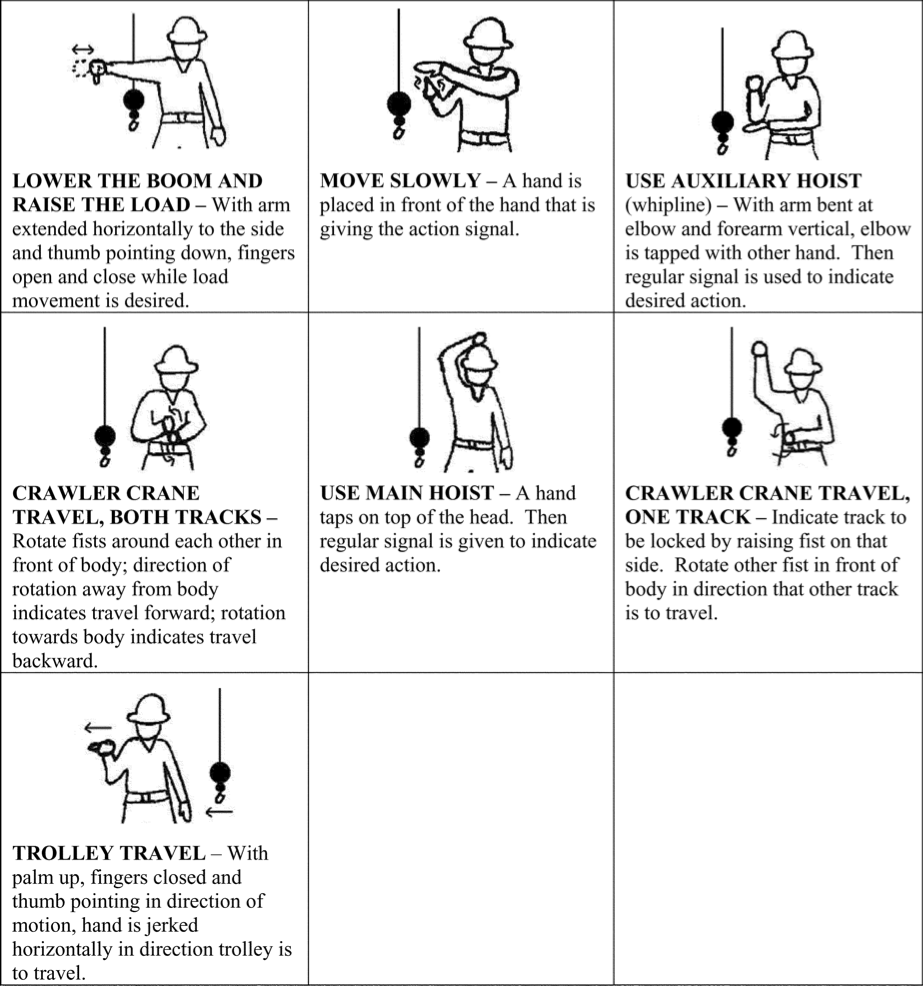 LOWER THE BOOM AND
RAISE THE LOAD – With arm
extended horizontally to the side
and thumb pointing down, fingers
open and close while load
movement is desired.
MOVE SLOWLY – A hand is
placed in front of the hand that is
giving the action signal.
USE AUXILIARY HOIST
(whipline) – With arm bent at
elbow and forearm vertical, elbow
is tapped with other hand.  Then
regular signal is used to indicate
desired action.
CRAWLER CRANE
TRAVEL, BOTH TRACKS –
Rotate fists around each other in
front of body; direction of
rotation away from body
indicates travel forward; rotation
towards body indicates travel
backward.
USE MAIN HOIST – A hand
taps on top of the head.  Then
regular signal is given to indicate
desired action.
CRAWLER CRANE TRAVEL,
ONE TRACK – Indicate track to
be locked by raising fist on that
side.  Rotate other fist in front of
body in direction that other track
is to travel.
TROLLEY TRAVEL – With
palm up, fingers closed and
thumb pointing in direction of
motion, hand is jerked
horizontally in direction trolley is
to travel.